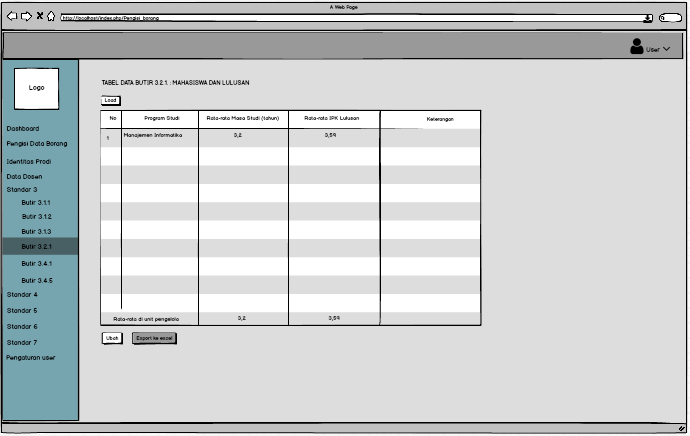 A Web Page
http://localhost/index.php/Pengisi_borang
User
Logo
Dashboard
Pengisi Data Borang
Identitas Prodi
Data Dosen
Standar 3
Butir 3.1.1
Butir 3.1.2
Butir 3.1.3
Butir 3.2.1
Butir 3.4.1
Butir 3.4.5
Standar 4
Standar 5
Standar 6
Standar 7
Pengaturan user
TABEL DATA BUTIR 3.2.1. : MAHASISWA DAN LULUSAN
Load
No Program Studi Rata-rata Masa Studi (tahun) Rata-rata IPK Lulusan Keterangan
1 Manajemen Informatika 3,2 3,59
Rata-rata di unit pengelola 3,2 3,59
Ubah Export ke excel